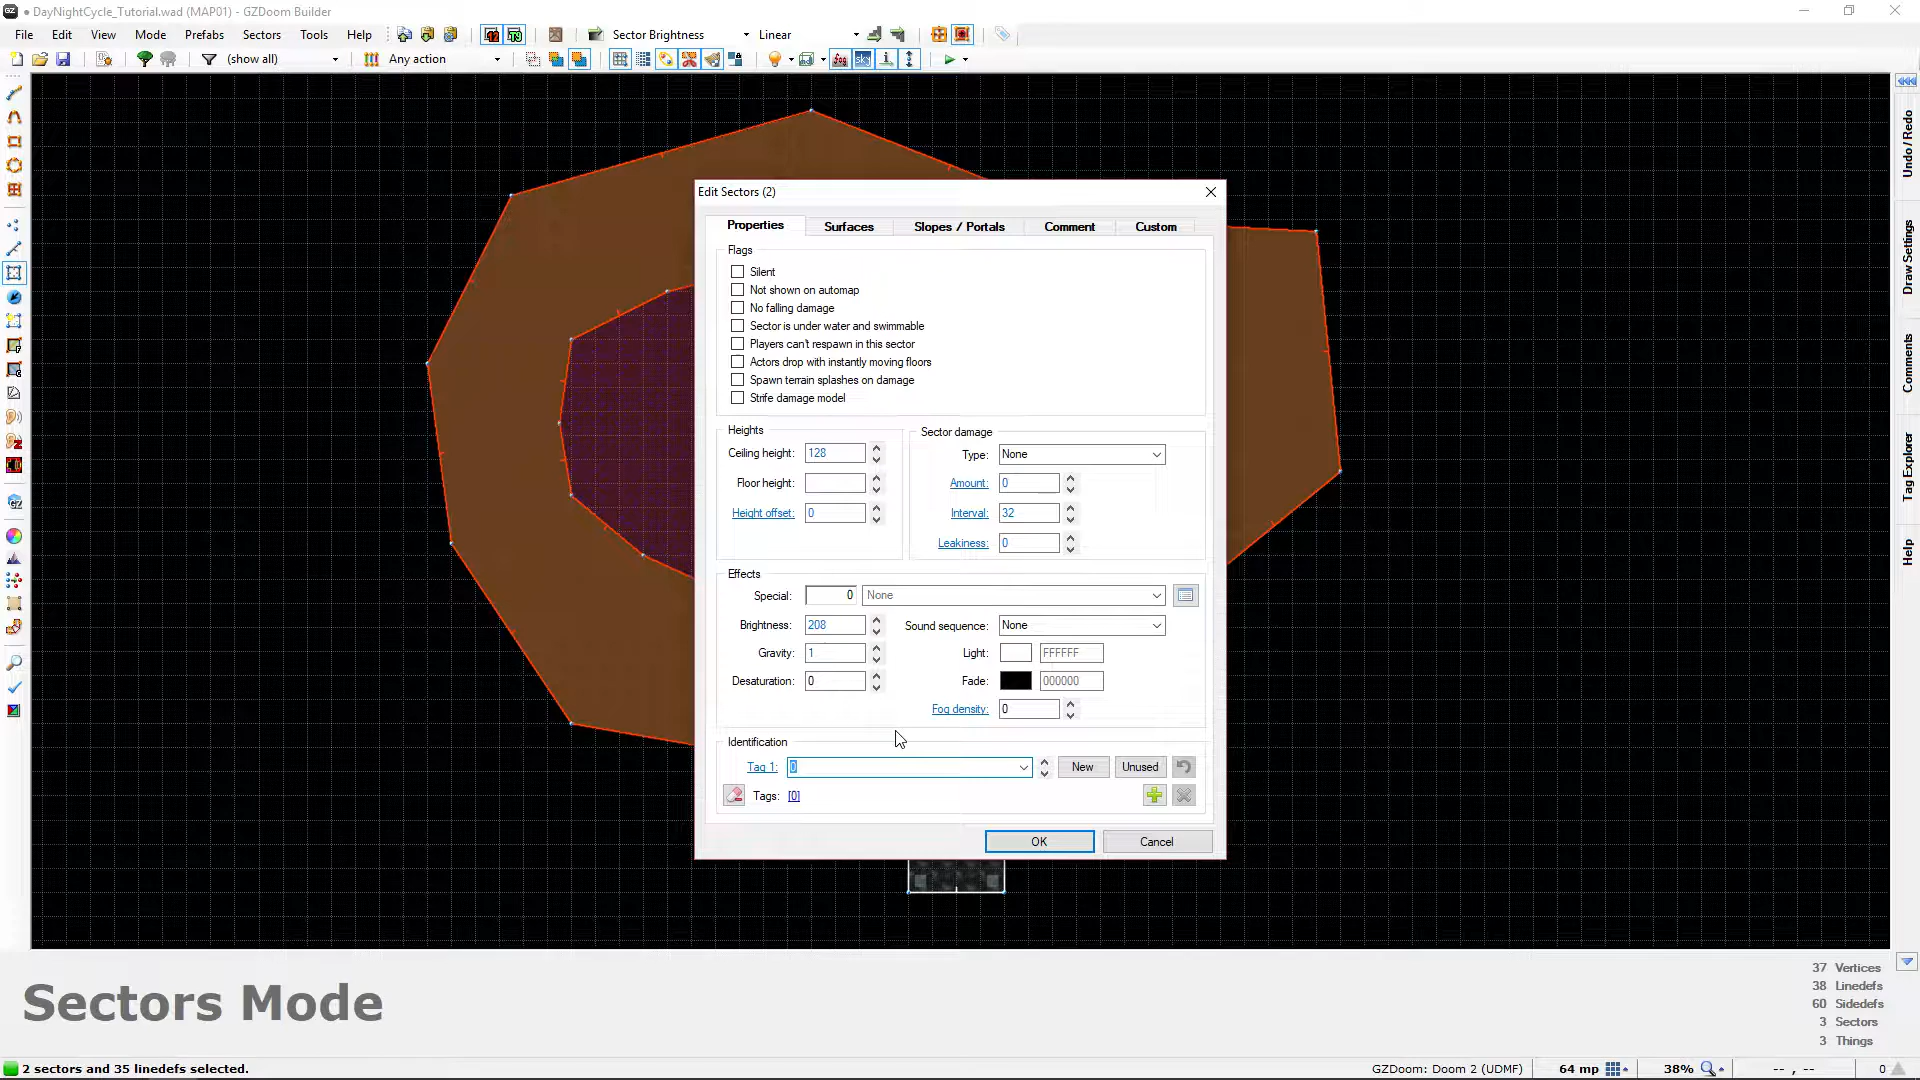 DayNightCycle_Tutorial.wad (MAP01) - GZDoom Builder
File Edit View Mode Prefabs Sectors Tools Help Sector Brightness Linear
(show all) Any action
Edit Sectors (2)
Properties Surfaces Slopes / Portals Comment Custom
Flags
Silent
Not shown on automap
No falling damage
Sector is under water and swimmable
Players can't respawn in this sector
Actors drop with instantly moving floors
Spawn terrain splashes on damage
Strife damage model
Heights
Ceiling height: 128
Floor height:
Height offset: 0
Sector damage
Type: None
Amount: 0
Interval: 32
Leakiness: 0
Effects
Special: 0 None
Brightness: 208 Sound sequence: None
Gravity: 1 Light: FFFFFF
Desaturation: 0 Fade: 000000
Fog density: 0
Identification
Tag 1: 0 New Unused
Tags: [0]
OK Cancel
Undo / Redo
Draw Settings
Comments
Tag Explorer
Help
Sectors Mode
37 Vertices
38 Linedefs
60 Sidedefs
3 Sectors
3 Things
2 sectors and 35 linedefs selected. GZDoom: Doom 2 (UDMF) 64 mp 38% -- , -- 0